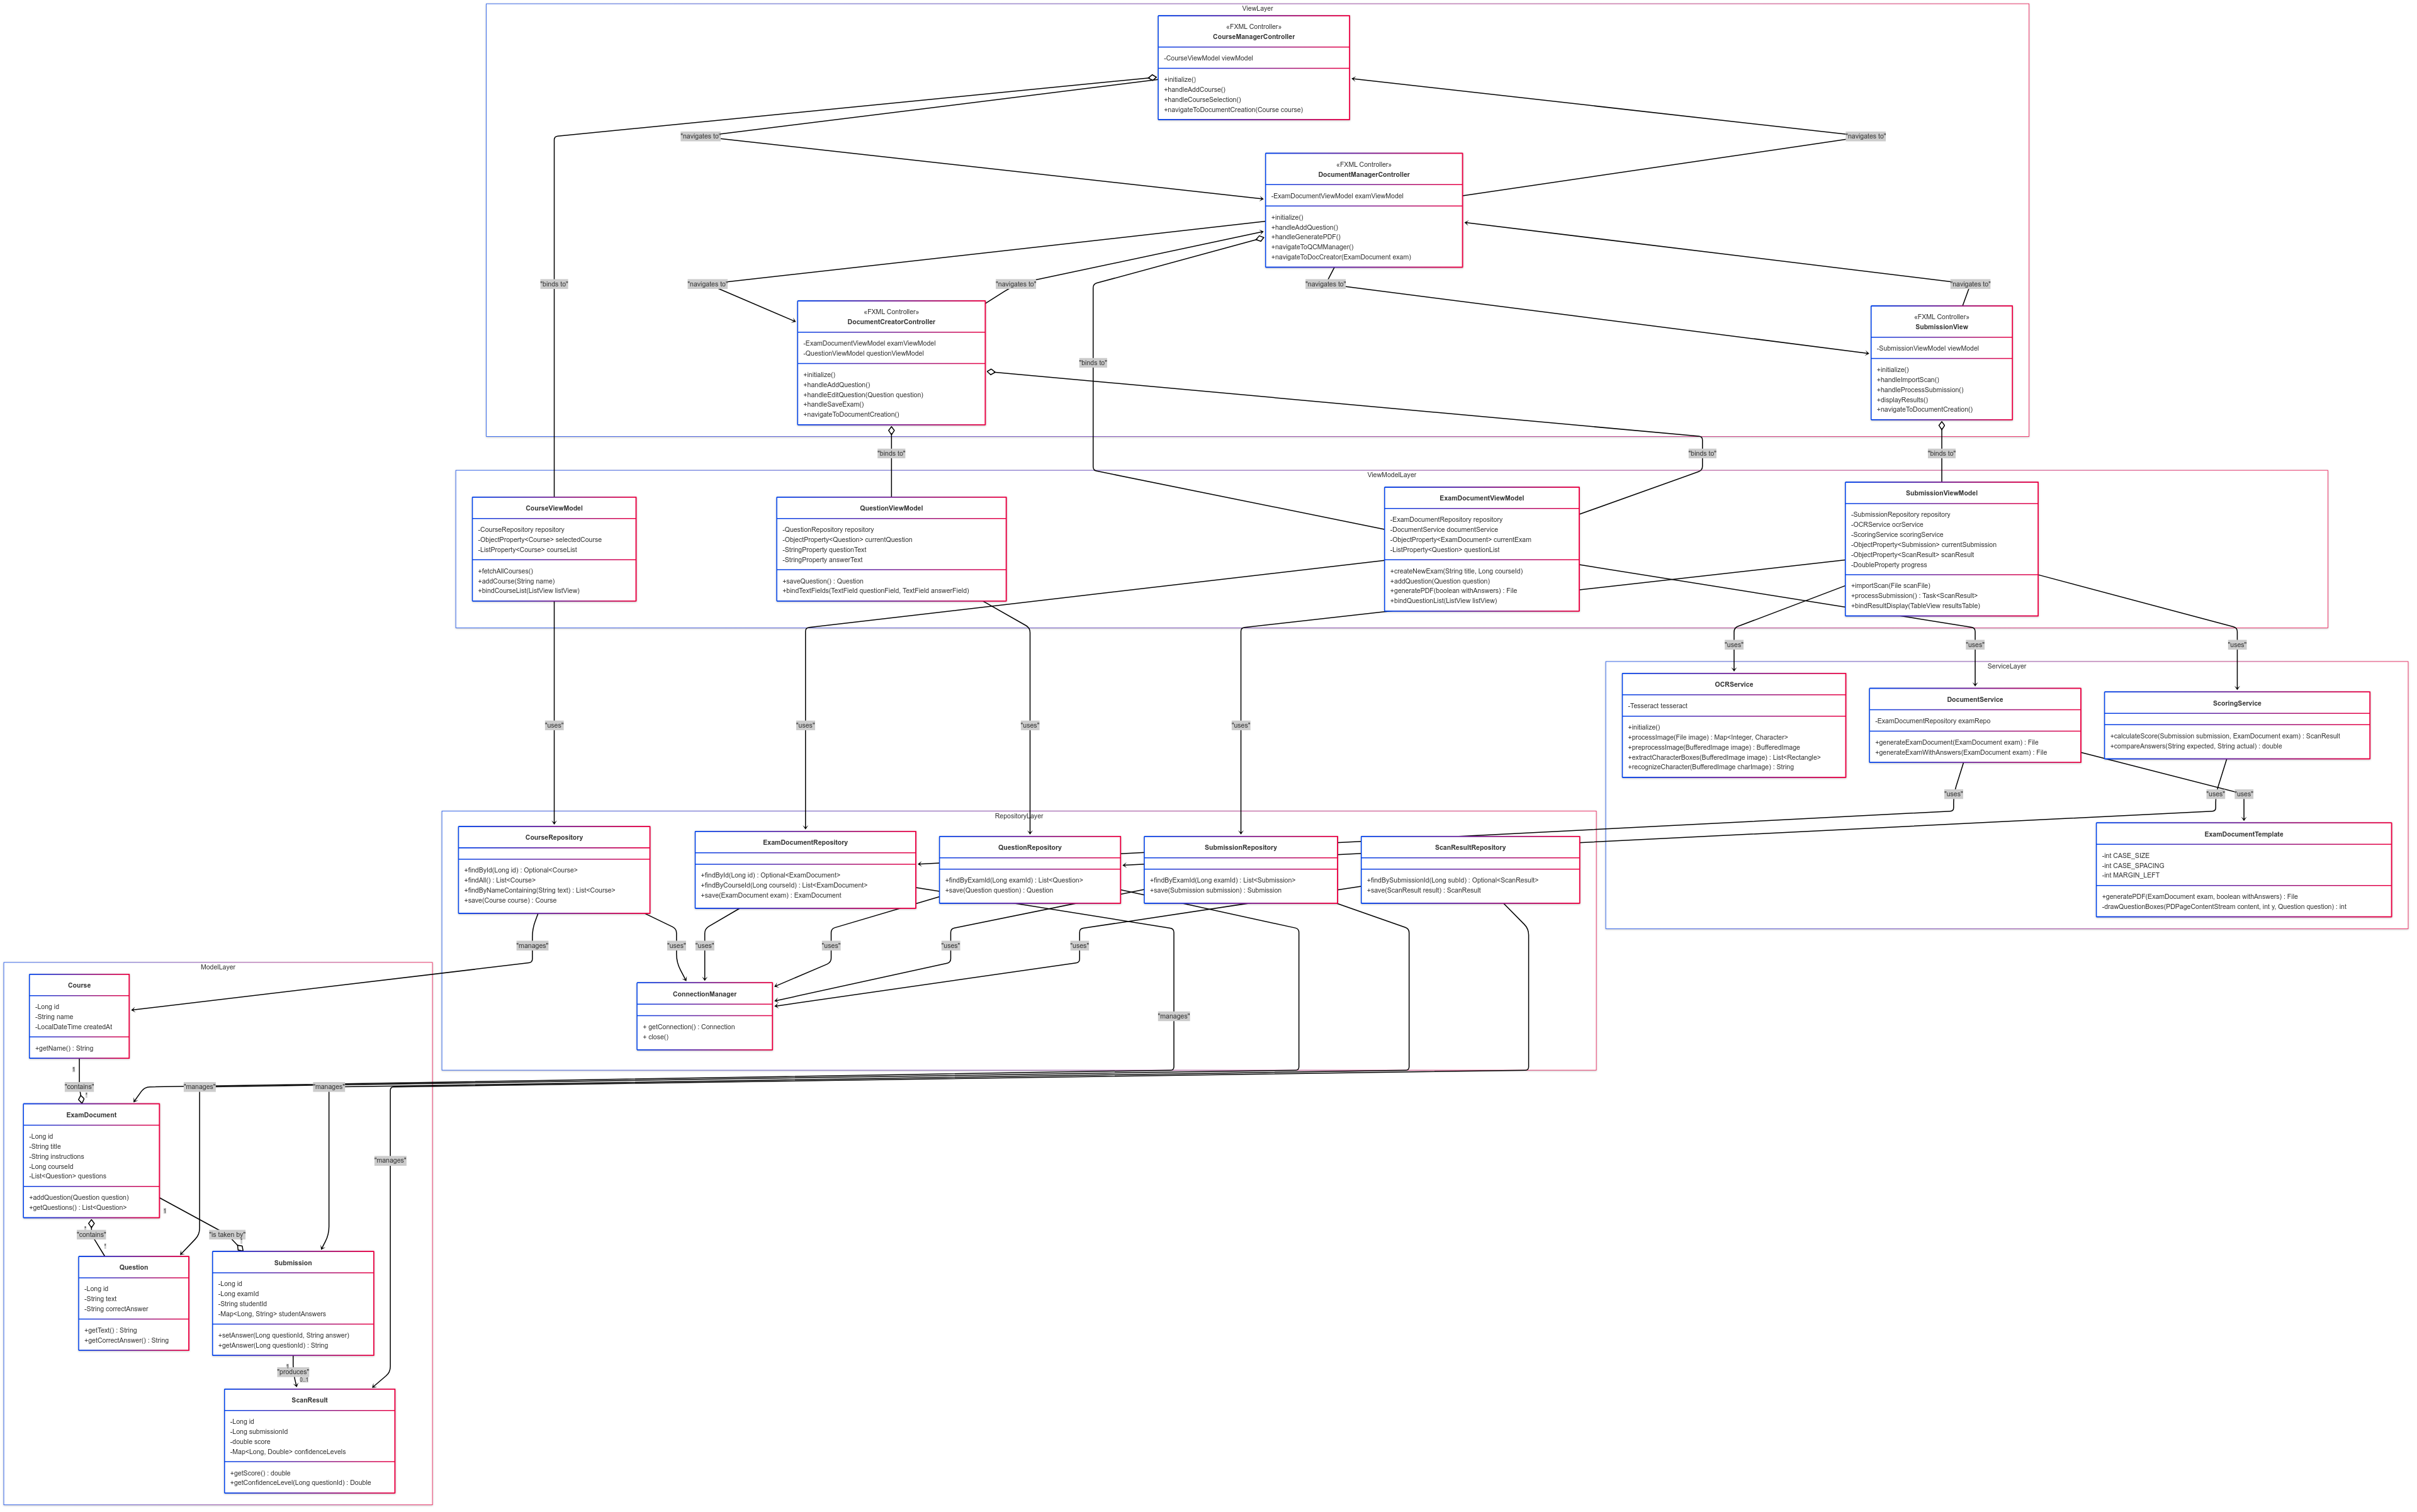 ViewLayer
«FXML Controller»
CourseManagerController
-CourseViewModel viewModel
+initialize()
+handleAddCourse()
+handleCourseSelection()
+navigateToDocumentCreation(Course course)
"navigates to"
"navigates to"
«FXML Controller»
DocumentManagerController
-ExamDocumentViewModel examViewModel
+initialize()
+handleAddQuestion()
+handleGeneratePDF()
+navigateToQCMManager()
+navigateToDocCreator(ExamDocument exam)
"binds to"
"navigates to"
"navigates to"
"navigates to"
"navigates to"
«FXML Controller»
DocumentCreatorController
-ExamDocumentViewModel examViewModel
-QuestionViewModel questionViewModel
+initialize()
+handleAddQuestion()
+handleEditQuestion(Question question)
+handleSaveExam()
+navigateToDocumentCreation()
"binds to"
«FXML Controller»
SubmissionView
-SubmissionViewModel viewModel
+initialize()
+handleImportScan()
+handleProcessSubmission()
+displayResults()
+navigateToDocumentCreation()
"binds to"
"binds to"
"binds to"
ViewModelLayer
CourseViewModel
-CourseRepository repository
-ObjectProperty<Course> selectedCourse
-ListProperty<Course> courseList
+fetchAllCourses()
+addCourse(String name)
+bindCourseList(ListView listView)
QuestionViewModel
-QuestionRepository repository
-ObjectProperty<Question> currentQuestion
-StringProperty questionText
-StringProperty answerText
+saveQuestion() : Question
+bindTextFields(TextField questionField, TextField answerField)
ExamDocumentViewModel
-ExamDocumentRepository repository
-DocumentService documentService
-ObjectProperty<ExamDocument> currentExam
-ListProperty<Question> questionList
+createNewExam(String title, Long courseId)
+addQuestion(Question question)
+generatePDF(boolean withAnswers) : File
+bindQuestionList(ListView listView)
SubmissionViewModel
-SubmissionRepository repository
-OCRService ocrService
-ScoringService scoringService
-ObjectProperty<Submission> currentSubmission
-ObjectProperty<ScanResult> scanResult
-DoubleProperty progress
+importScan(File scanFile)
+processSubmission() : Task<ScanResult>
+bindResultDisplay(TableView resultsTable)
"uses"
"uses"
"uses"
ServiceLayer
OCRService
-Tesseract tesseract
+initialize()
+processImage(File image) : Map<Integer, Character>
+preprocessImage(BufferedImage image) : BufferedImage
+extractCharacterBoxes(BufferedImage image) : List<Rectangle>
+recognizeCharacter(BufferedImage charImage) : String
DocumentService
-ExamDocumentRepository examRepo
+generateExamDocument(ExamDocument exam) : File
+generateExamWithAnswers(ExamDocument exam) : File
ScoringService
+calculateScore(Submission submission, ExamDocument exam) : ScanResult
+compareAnswers(String expected, String actual) : double
"uses"
"uses"
"uses"
"uses"
"uses"
"uses"
"uses"
ExamDocumentTemplate
-int CASE_SIZE
-int CASE_SPACING
-int MARGIN_LEFT
+generatePDF(ExamDocument exam, boolean withAnswers) : File
-drawQuestionBoxes(PDPageContentStream content, int y, Question question) : int
RepositoryLayer
CourseRepository
+findById(Long id) : Optional<Course>
+findAll() : List<Course>
+findByNameContaining(String text) : List<Course>
+save(Course course) : Course
ExamDocumentRepository
+findById(Long id) : Optional<ExamDocument>
+findByCourseId(Long courseId) : List<ExamDocument>
+save(ExamDocument exam) : ExamDocument
QuestionRepository
+findByExamId(Long examId) : List<Question>
+save(Question question) : Question
SubmissionRepository
+findByExamId(Long examId) : List<Submission>
+save(Submission submission) : Submission
ScanResultRepository
+findBySubmissionId(Long subId) : Optional<ScanResult>
+save(ScanResult result) : ScanResult
"manages"
"uses"
"uses"
"uses"
"uses"
"uses"
ConnectionManager
+ getConnection() : Connection
+ close()
"manages"
ModelLayer
Course
-Long id
-String name
-LocalDateTime createdAt
+getName() : String
"contains"
"manages"
"manages"
"manages"
ExamDocument
-Long id
-String title
-String instructions
-Long courseId
-List<Question> questions
+addQuestion(Question question)
+getQuestions() : List<Question>
"contains"
"is taken by"
Question
-Long id
-String text
-String correctAnswer
+getText() : String
+getCorrectAnswer() : String
Submission
-Long id
-Long examId
-String studentId
-Map<Long, String> studentAnswers
+setAnswer(Long questionId, String answer)
+getAnswer(Long questionId) : String
"produces"
ScanResult
-Long id
-Long submissionId
-double score
-Map<Long, Double> confidenceLevels
+getScore() : double
+getConfidenceLevel(Long questionId) : Double